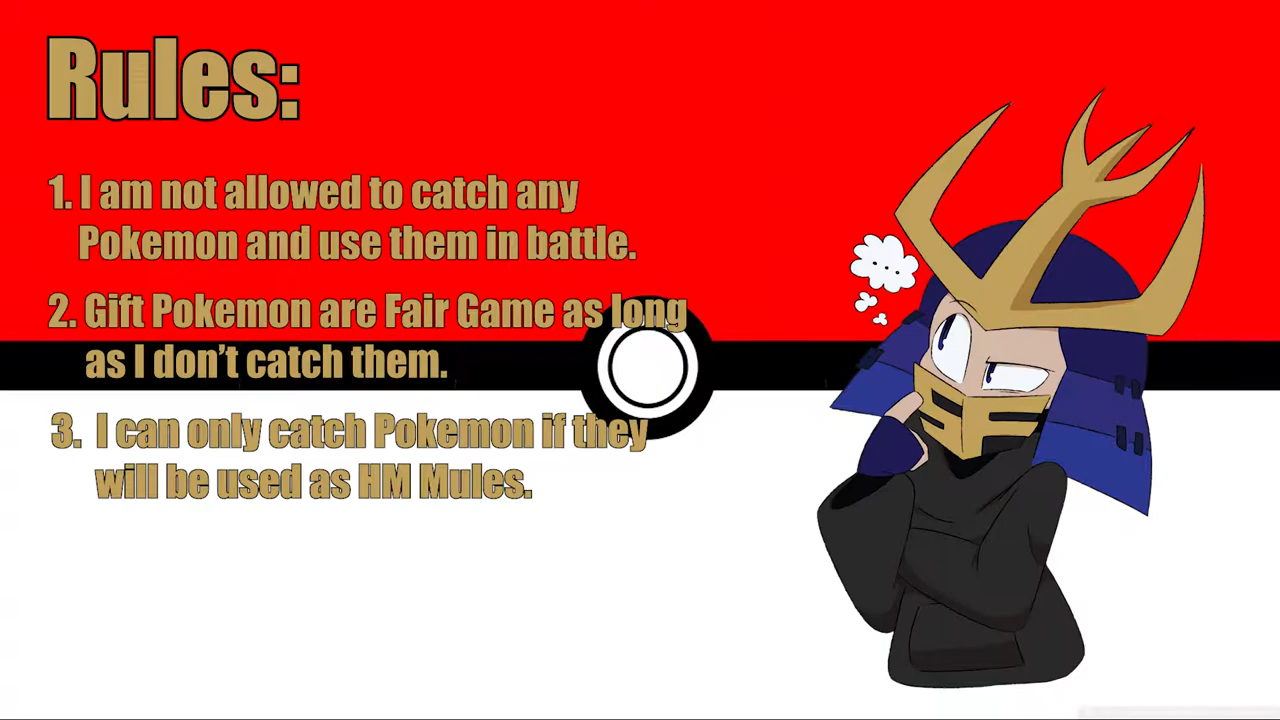 Rules:
1. I am not allowed to catch any
Pokemon and use them in battle.
2. Gift Pokemon are Fair Game as long
as I don't catch them.
3. I can only catch Pokemon if they
will be used as HM Mules.
...